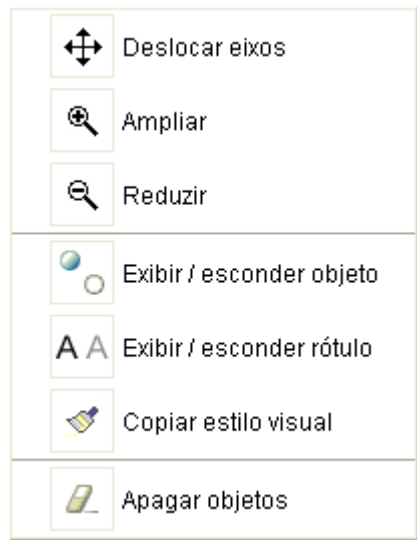 Deslocar eixos
Ampliar
Reduzir
Exibir / esconder objeto
A A Exibir / esconder rótulo
Copiar estilo visual
Apagar objetos